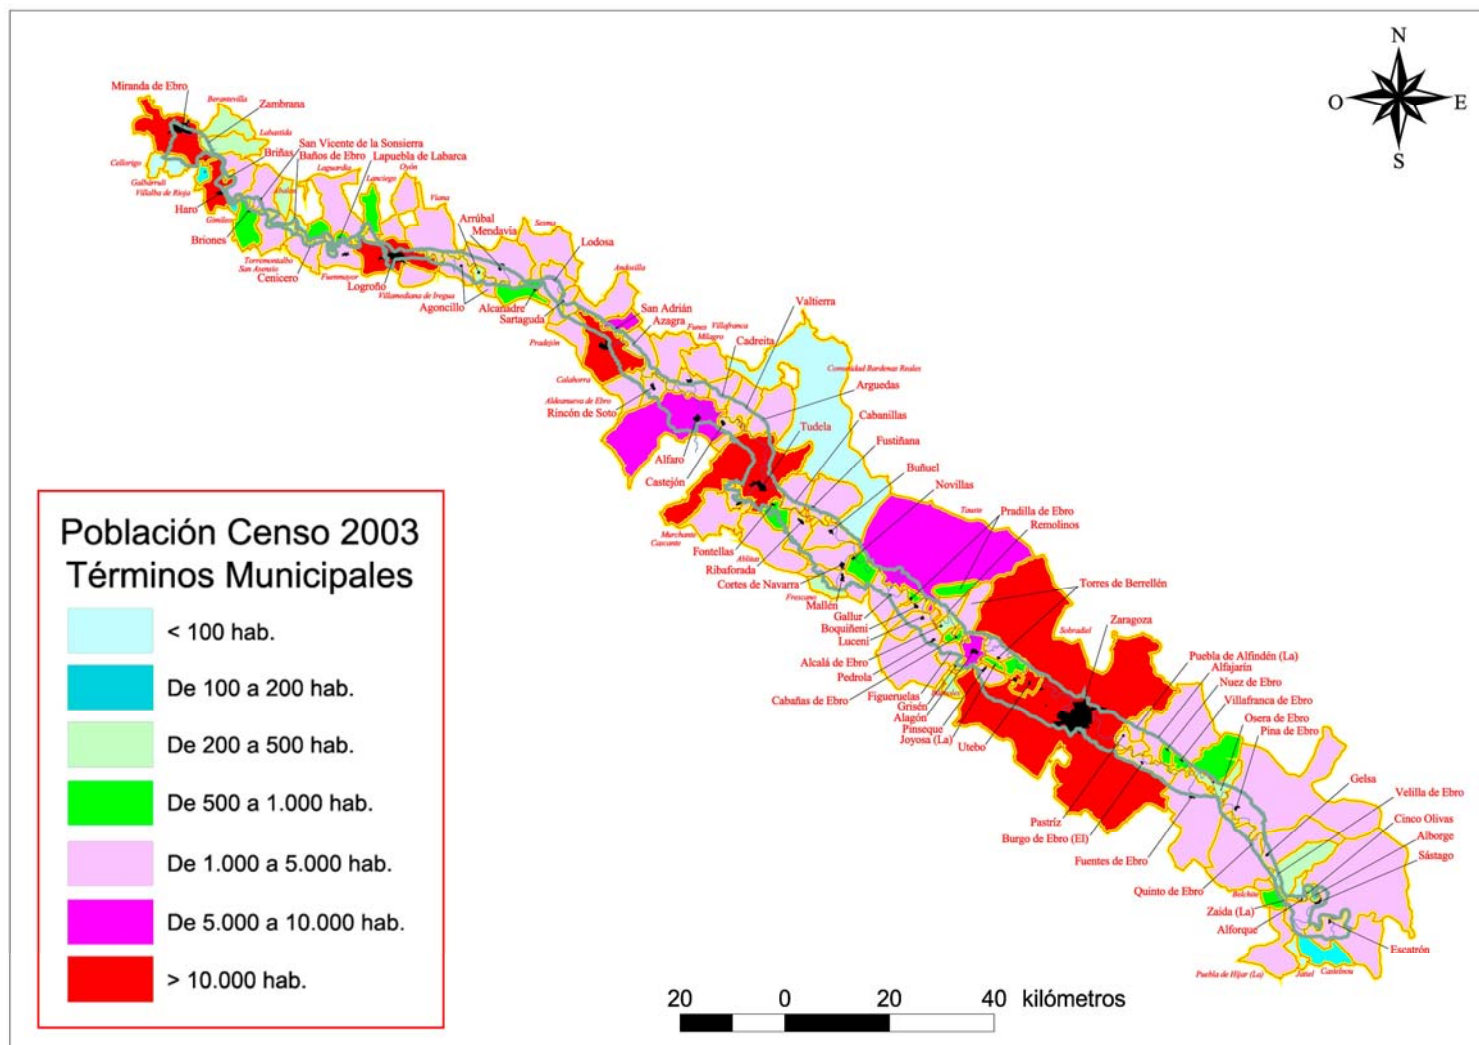 N
O
E
S
Miranda de Ebro
Berantevilla
Zambrana
Labastida
San Vicente de la Sonsierra
Baños de Ebro
Lapuebla de Labarca
Briñas
Cellorigo
Galbárruli
Villalba de Rioja
Laguardia
Lanciego
Oyón
Viana
Haro
Gimileo
Briones
Torremontalbo
San Asensio
Cenicero
Fuenmayor
Logroño
Villamediana de Iregua
Agoncillo
Arrúbal
Mendavia
Sesma
Lodosa
Alcanadre
Sartaguda
Andosilla
San Adrián
Azagra
Pradejón
Calahorra
Aldeanueva de Ebro
Rincón de Soto
Funes
Villafranca
Milagro
Cadreita
Valtierra
Comunidad Bardenas Reales
Arguedas
Cabanillas
Tudela
Fustiñana
Buñuel
Novillas
Alfaro
Castejón
Tauste
Pradilla de Ebro
Remolinos
Murchante
Cascante
Fontellas
Ablitas
Ribaforada
Cortes de Navarra
Frescano
Mallén
Gallur
Boquiñeni
Luceni
Alcalá de Ebro
Pedrola
Cabañas de Ebro
Figueruelas
Grisén
Alagón
Pinseque
Joyosa (La)
Utebo
Torres de Berrellén
Sobradiel
Zaragoza
Puebla de Alfindén (La)
Alfajarín
Nuez de Ebro
Villafranca de Ebro
Osera de Ebro
Pina de Ebro
Gelsa
Velilla de Ebro
Cinco Olivas
Alborge
Sástago
Pastríz
Burgo de Ebro (El)
Fuentes de Ebro
Quinto de Ebro
Belchite
Zaida (La)
Alforque
Escatrón
Puebla de Híjar (La)
Jatiel
Castelnou
Población Censo 2003
Términos Municipales
< 100 hab.
De 100 a 200 hab.
De 200 a 500 hab.
De 500 a 1.000 hab.
De 1.000 a 5.000 hab.
De 5.000 a 10.000 hab.
> 10.000 hab.
20 0 20 40 kilómetros